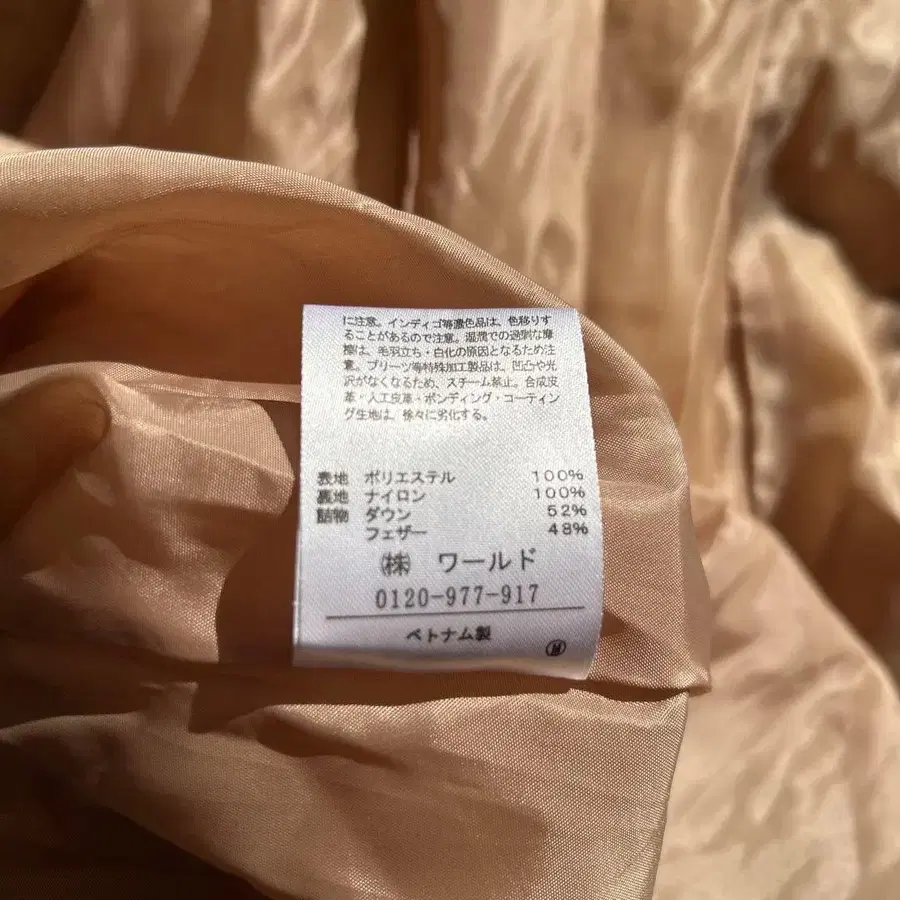 に注意。インディゴ等濃色品は、色移りす
ることがあるので注意。湿潤での過剰な摩
擦は、毛羽立ち・白化の原因となるため注
意。プリーツ等特殊加工製品は、凹凸や光
沢がなくなるため、スチーム禁止。合成皮
革・人工皮革・ボンディング・コーティン
グ生地は、徐々に劣化する。
表地 ポリエステル 100%
裏地 ナイロン 100%
詰物 ダウン 52%
フェザー 48%
㈱ ワールド
0120-977-917
ベトナム製